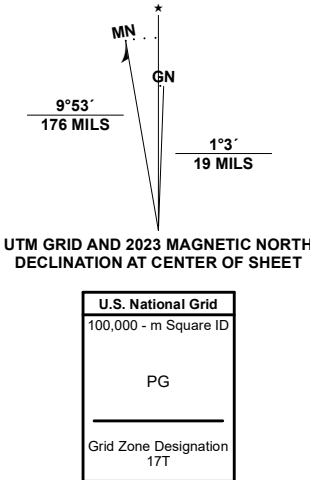 ★
MN
GN
9°53´
176 MILS
1°3´
19 MILS
UTM GRID AND 2023 MAGNETIC NORTH
DECLINATION AT CENTER OF SHEET
U.S. National Grid
100,000 - m Square ID
PG
Grid Zone Designation
17T